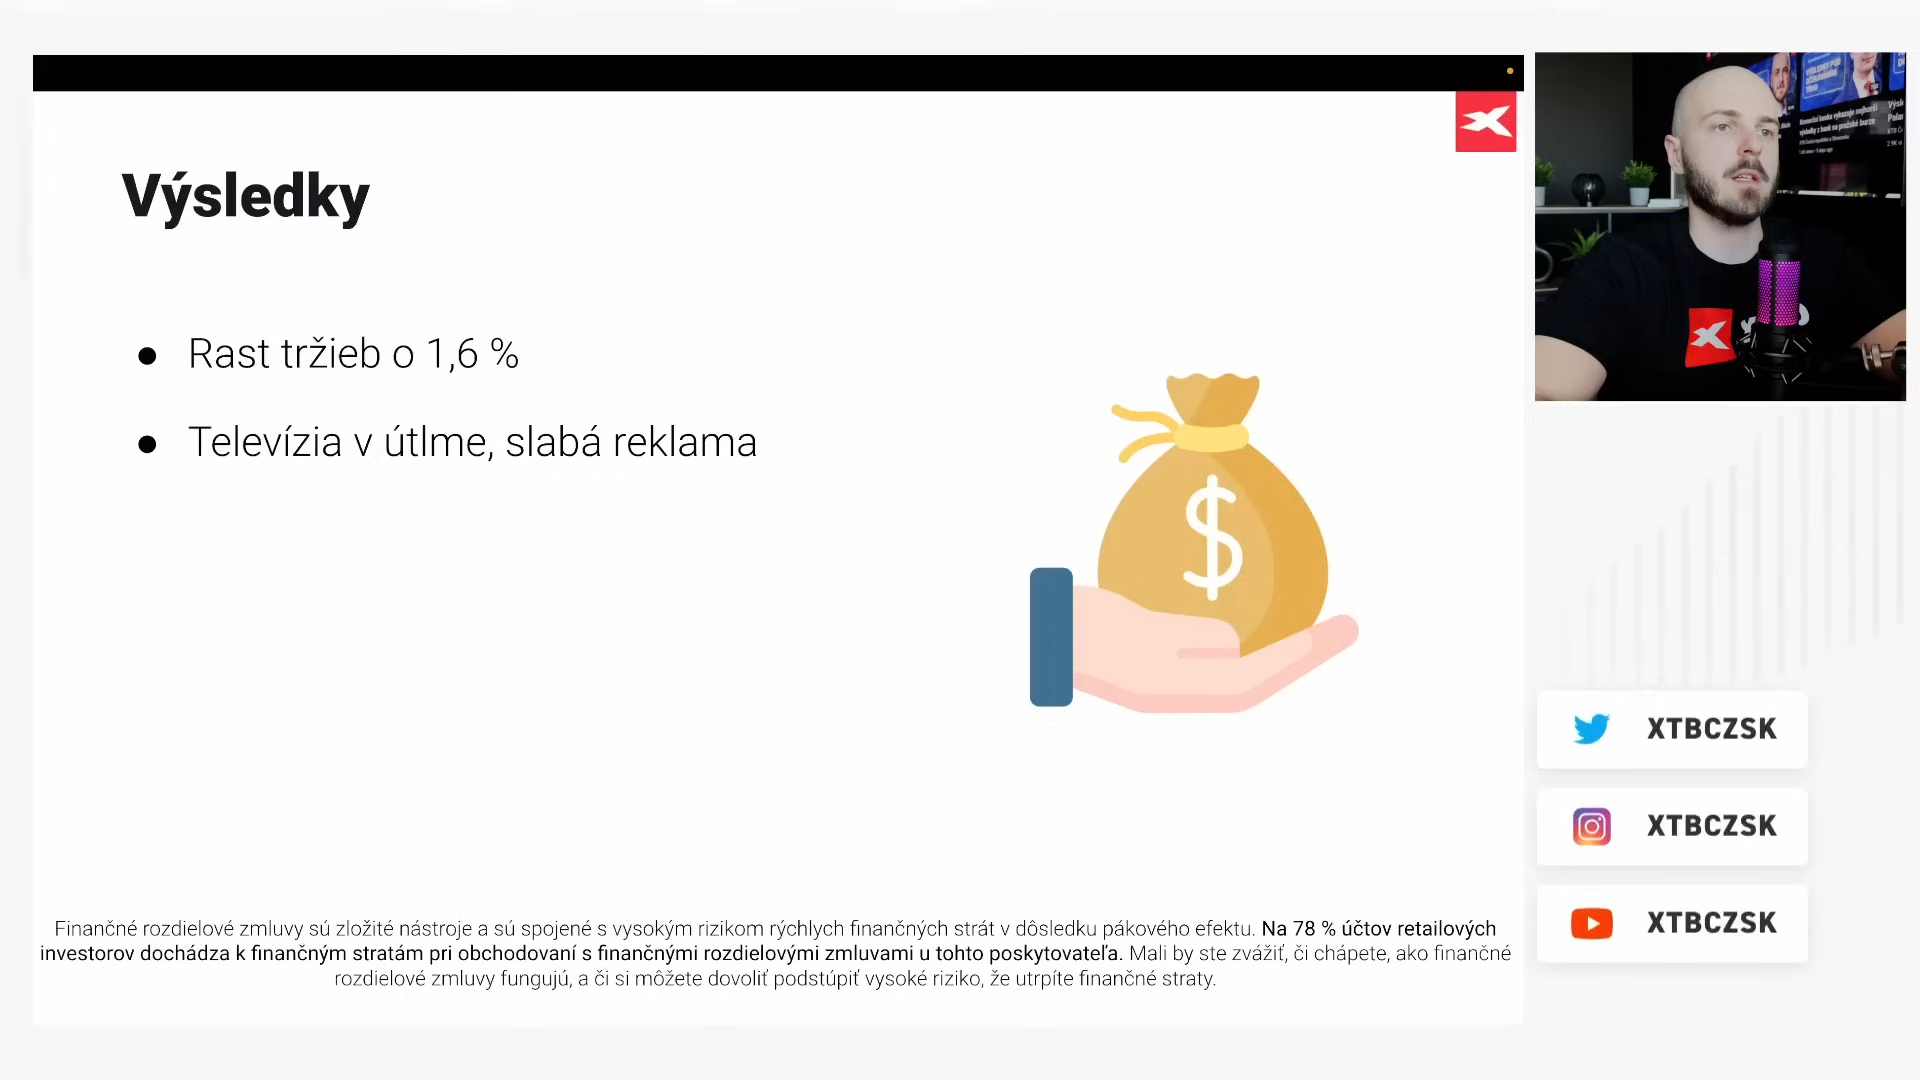 Výsledky
● Rast tržieb o 1,6 %
● Televízia v útlme, slabá reklama
$
Finančné rozdielové zmluvy sú zložité nástroje a sú spojené s vysokým rizikom rýchlych finančných strát v dôsledku pákového efektu. Na 78 % účtov retailových
investorov dochádza k finančným stratám pri obchodovaní s finančnými rozdielovými zmluvami u tohto poskytovateľa. Mali by ste zvážiť, či chápete, ako finančné
rozdielové zmluvy fungujú, a či si môžete dovoliť podstúpiť vysoké riziko, že utrpíte finančné straty.
XTBCZSK
XTBCZSK
XTBCZSK